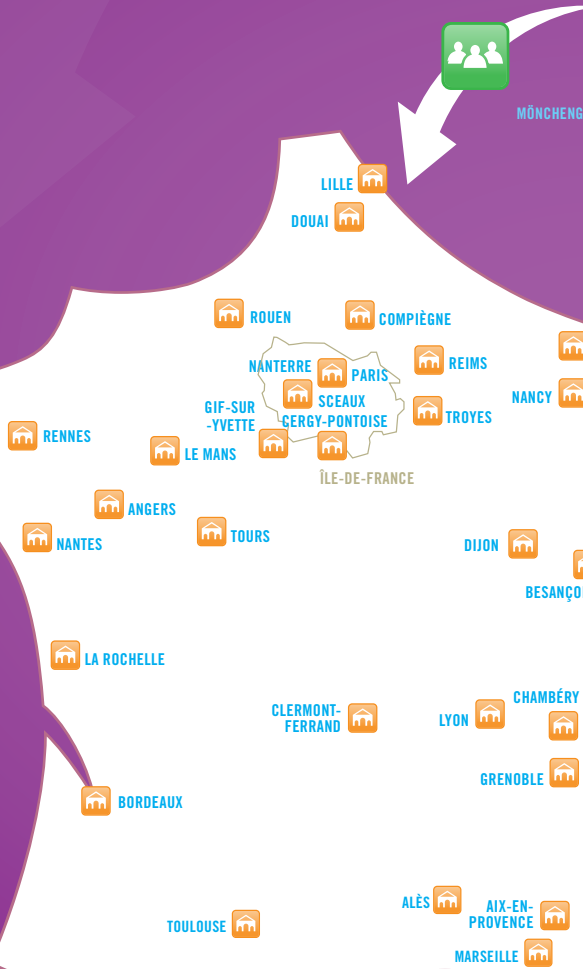 MÖNCHENG
LILLE
DOUAI
ROUEN
COMPIÈGNE
NANTERRE
PARIS
REIMS
SCEAUX
NANCY
GIF-SUR
-YVETTE
GERGY-PONTOISE
TROYES
RENNES
LE MANS
ÎLE-DE-FRANCE
ANGERS
NANTES
TOURS
DIJON
BESANÇO
LA ROCHELLE
CHAMBÉRY
CLERMONT-
FERRAND
LYON
GRENOBLE
BORDEAUX
ALÈS
AIX-EN-
PROVENCE
TOULOUSE
MARSEILLE